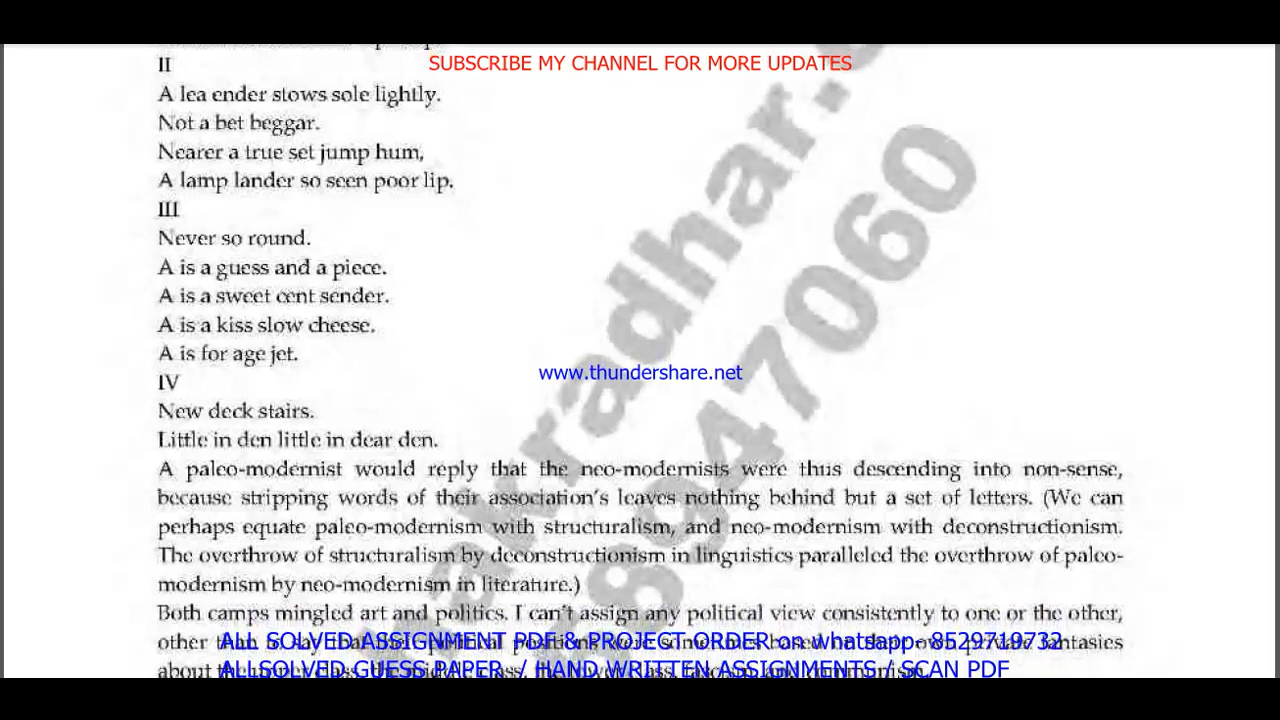 II
SUBSCRIBE MY CHANNEL FOR MORE UPDATES
A lea ender stows sole lightly.
Not a bet beggar.
Nearer a true set jump hum,
A lamp lander so seen poor lip.
III
Never so round.
A is a guess and a piece.
A is a sweet cent sender.
A is a kiss slow cheese.
A is for age jet.
www.thundershare.net
IV
New deck stairs.
Little in den little in dear den.
A paleo-modernist would reply that the neo-modernists were thus descending into non-sense,
because stripping words of their association's leaves nothing behind but a set of letters. (We can
perhaps equate paleo-modernism with structuralism, and neo-modernism with deconstructionism.
The overthrow of structuralism by deconstructionism in linguistics paralleled the overthrow of paleo-
modernism by neo-modernism in literature.)
Both camps mingled art and politics. I can't assign any political view consistently to one or the other,
other
ALL SOLVED ASSIGNMENT PDF & PROJECT ORDER on whatsapp - 8529719732
about
ALL SOLVED GUESS PAPER / HAND WRITTEN ASSIGNMENTS / SCAN PDF
akradhar.
8947060